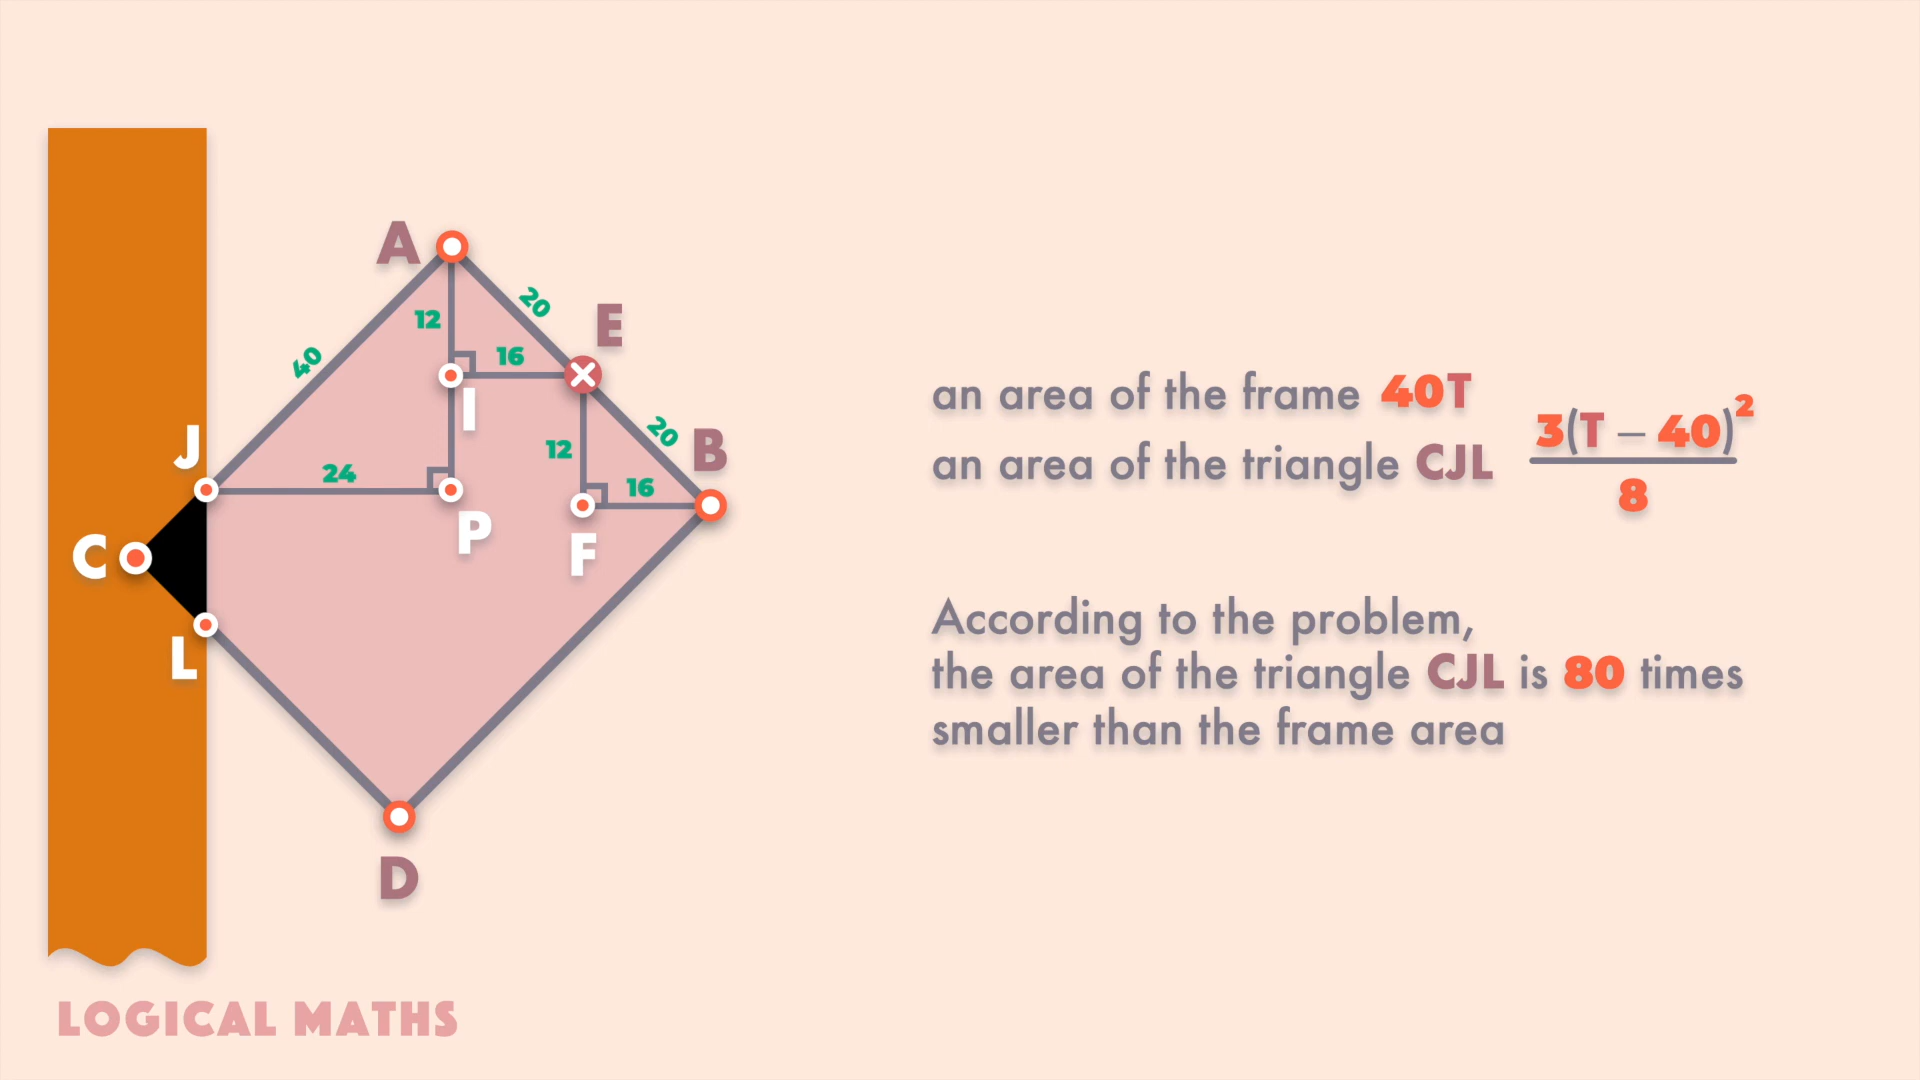 A
20
12
E
16
40
I
20
J
B
12
24
16
P
C
F
L
D
an area of the frame 40T
an area of the triangle CJL 3(T – 40)² / 8
According to the problem,
the area of the triangle CJL is 80 times
smaller than the frame area
LOGICAL MATHS